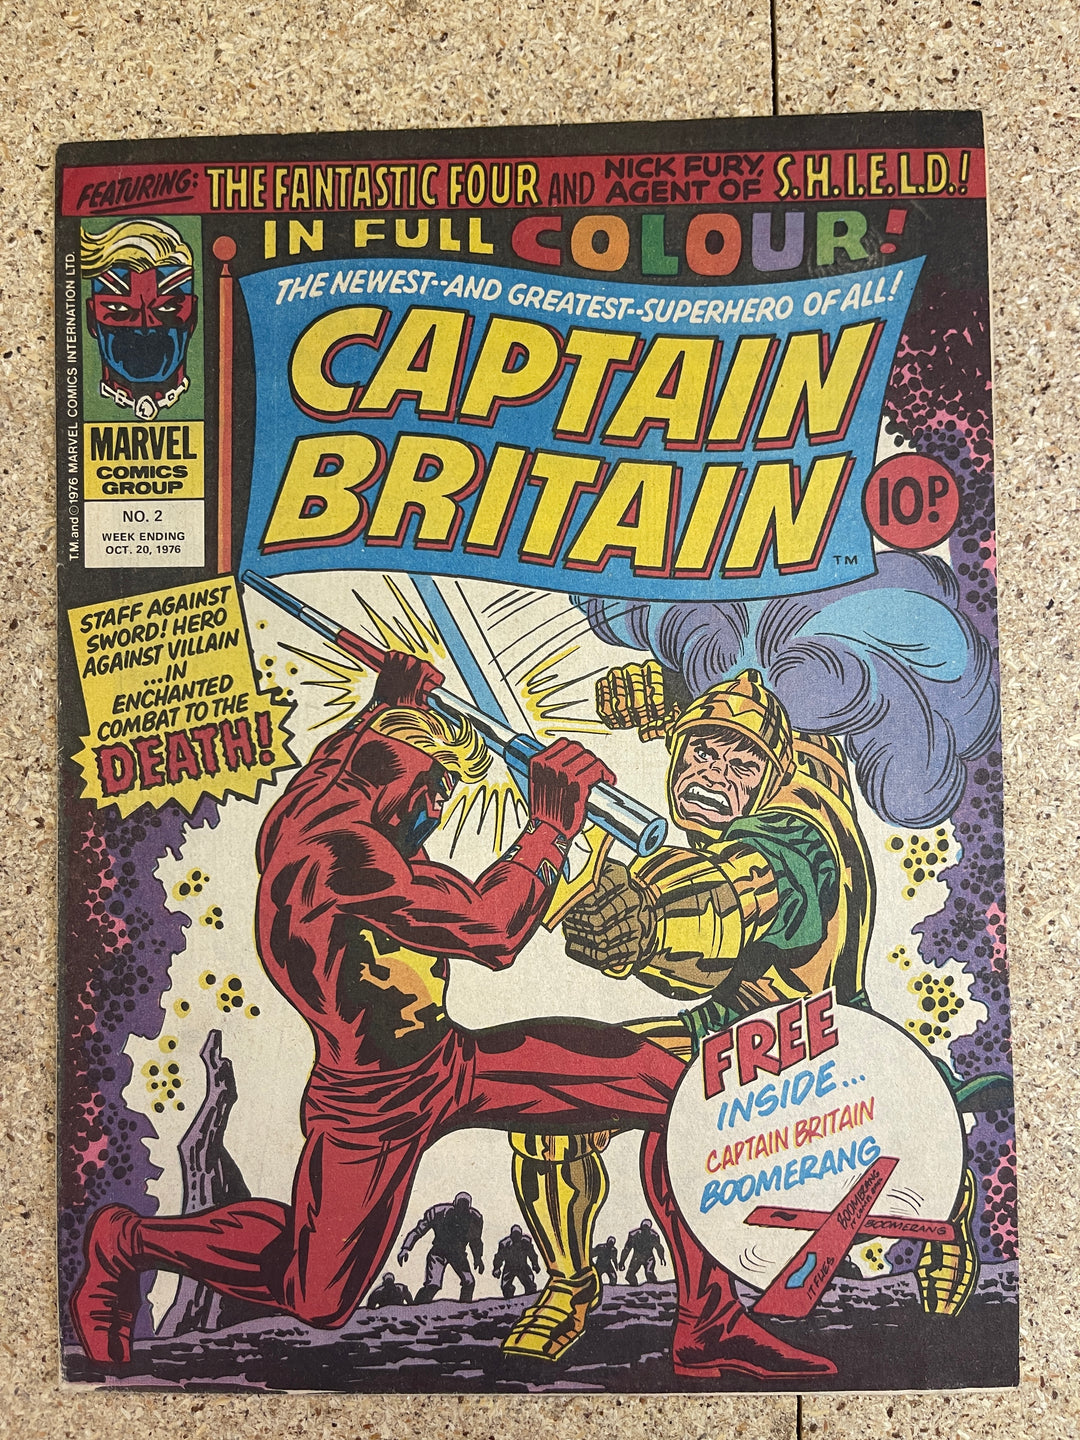 FEATURING: THE FANTASTIC FOUR AND NICK FURY, AGENT OF S.H.I.E.L.D.!
IN FULL COLOUR!
THE NEWEST--AND GREATEST--SUPERHERO OF ALL!
CAPTAIN
BRITAIN
TM
10P
T.M. and © 1976 MARVEL COMICS INTERNATION LTD.
MARVEL
COMICS
GROUP
NO. 2
WEEK ENDING
OCT. 20, 1976
STAFF AGAINST
SWORD! HERO
AGAINST VILLAIN
...IN
ENCHANTED
COMBAT TO THE
DEATH!
FREE
INSIDE...
CAPTAIN BRITAIN
BOOMERANG
BOOMERANG
BOOMERANG
IT FLIES